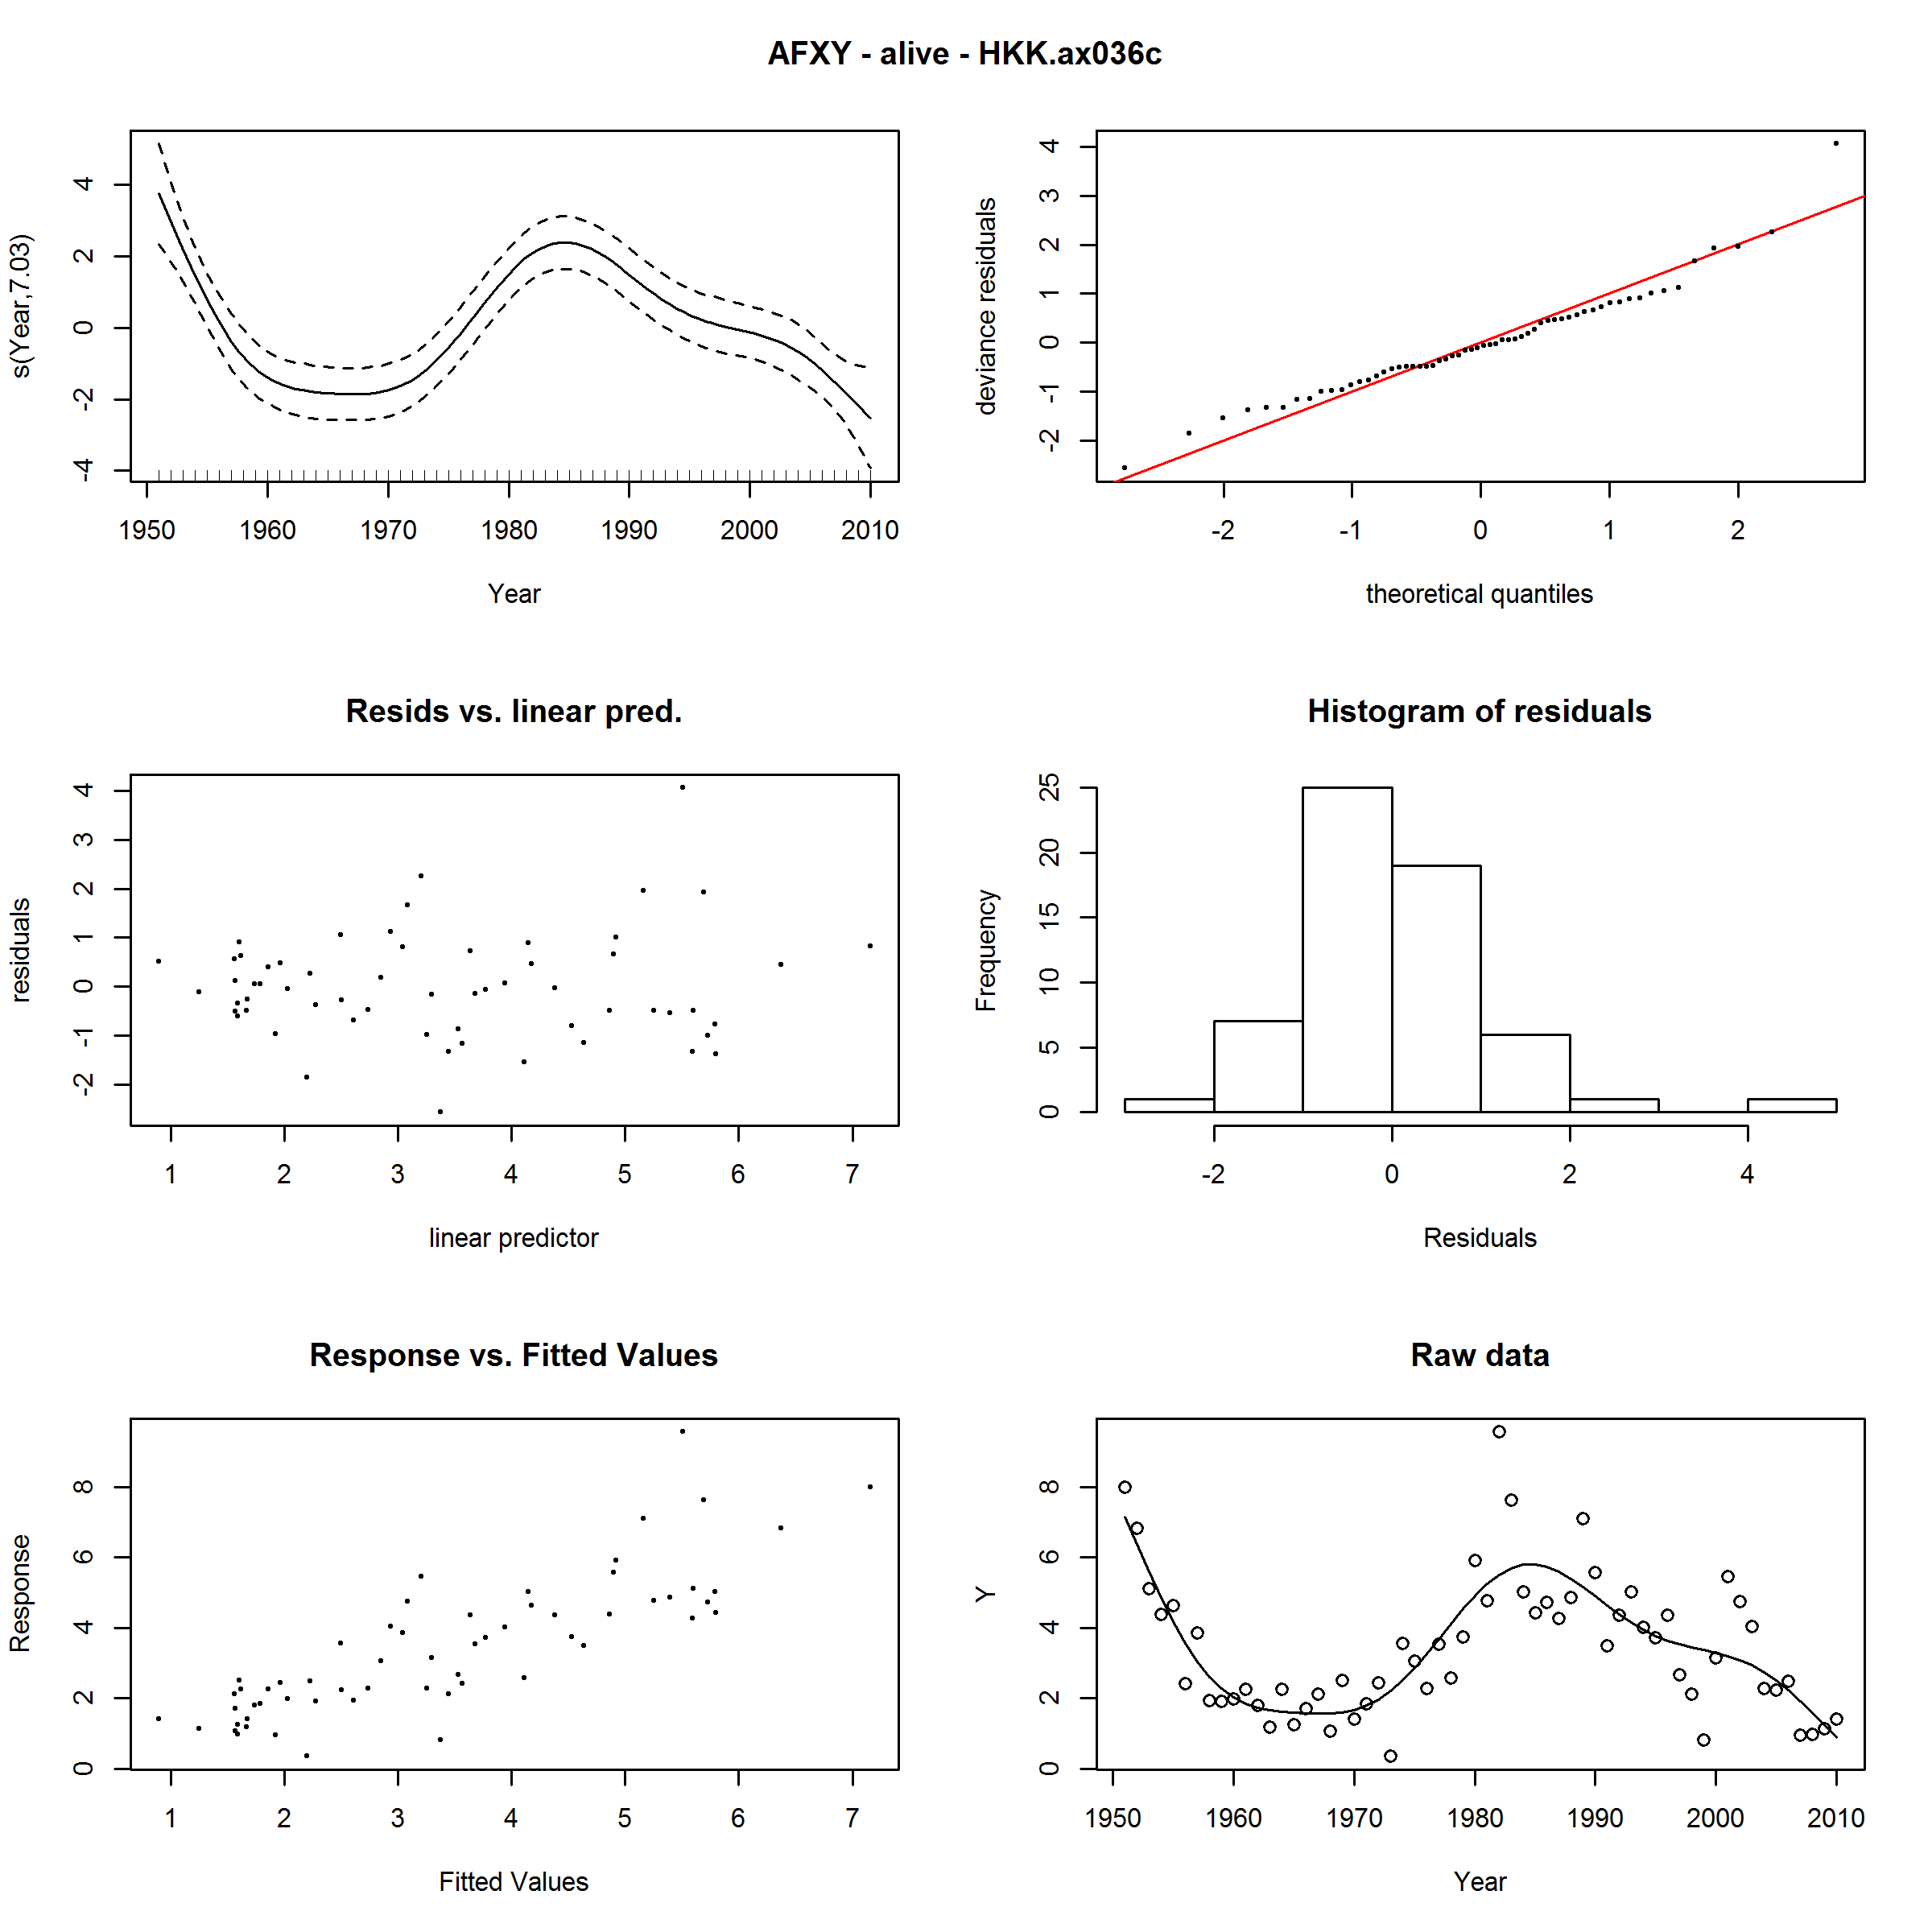 AFXY - alive - HKK.ax036c
s(Year,7.03)
4
2
0
-2
-4
1950 1960 1970 1980 1990 2000 2010
Year
deviance residuals
4
3
2
1
0
-1
-2
-2 -1 0 1 2
theoretical quantiles
Resids vs. linear pred.
residuals
4
3
2
1
0
-1
-2
1 2 3 4 5 6 7
linear predictor
Histogram of residuals
Frequency
25
20
15
10
5
0
-2 0 2 4
Residuals
Response vs. Fitted Values
Response
8
6
4
2
0
1 2 3 4 5 6 7
Fitted Values
Raw data
Y
8
6
4
2
0
1950 1960 1970 1980 1990 2000 2010
Year